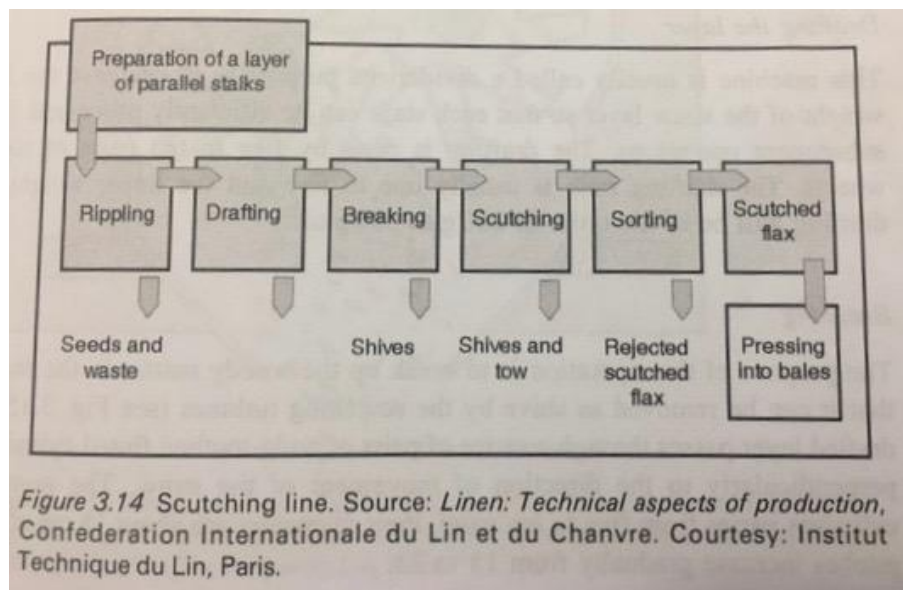 Preparation of a layer
of parallel stalks
Rippling
Drafting
Breaking
Scutching
Sorting
Scutched
flax
Seeds and
waste
Shives
Shives and
tow
Rejected
scutched
flax
Pressing
into bales
Figure 3.14 Scutching line. Source: Linen: Technical aspects of production,
Confederation Internationale du Lin et du Chanvre. Courtesy: Institut
Technique du Lin, Paris.